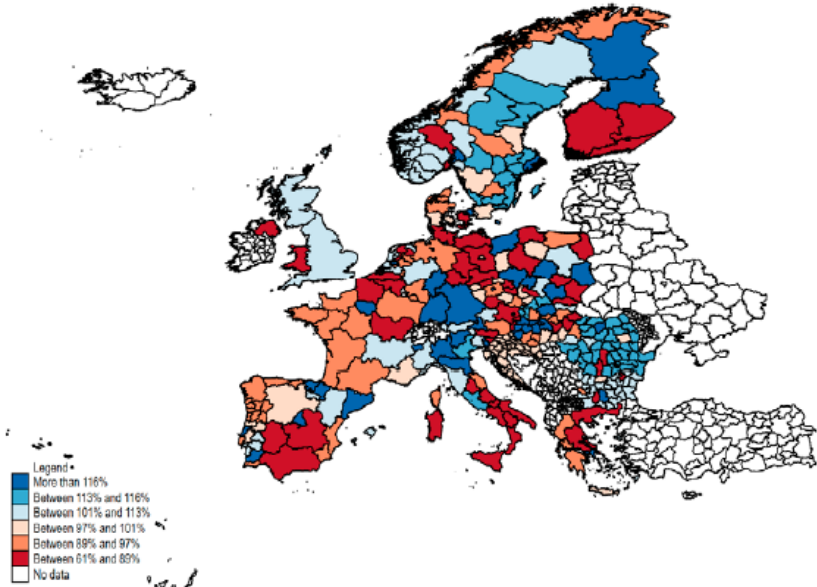 Legend
More than 116%
Between 113% and 116%
Between 101% and 113%
Between 97% and 101%
Between 89% and 97%
Between 61% and 89%
No data